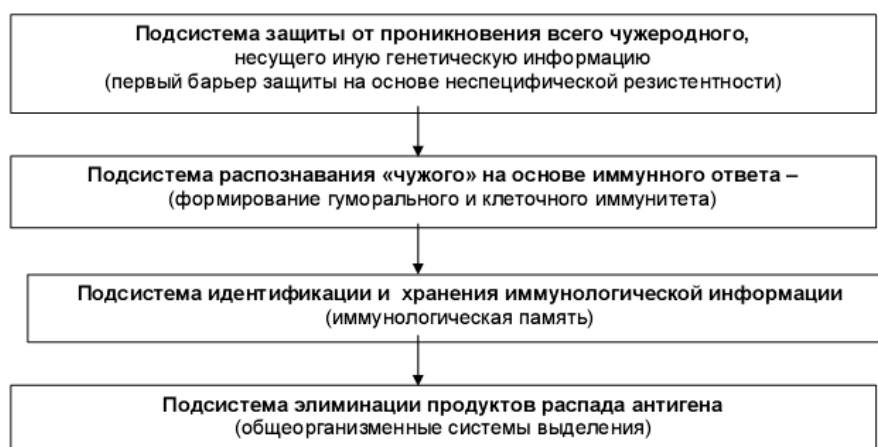 Подсистема защиты от проникновения всего чужеродного,
несущего иную генетическую информацию
(первый барьер защиты на основе неспецифической резистентности)
Подсистема распознавания «чужого» на основе иммунного ответа –
(формирование гуморального и клеточного иммунитета)
Подсистема идентификации и хранения иммунологической информации
(иммунологическая память)
Подсистема элиминации продуктов распада антигена
(общеорганизменные системы выделения)